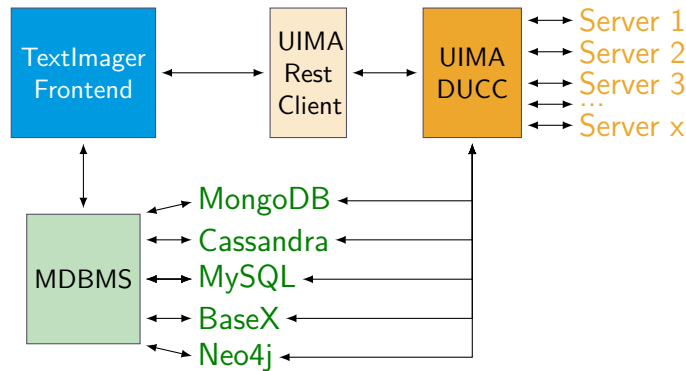 TextImager
Frontend
UIMA
Rest
Client
UIMA
DUCC
Server 1
Server 2
Server 3
...
Server x
MDBMS
MongoDB
Cassandra
MySQL
BaseX
Neo4j